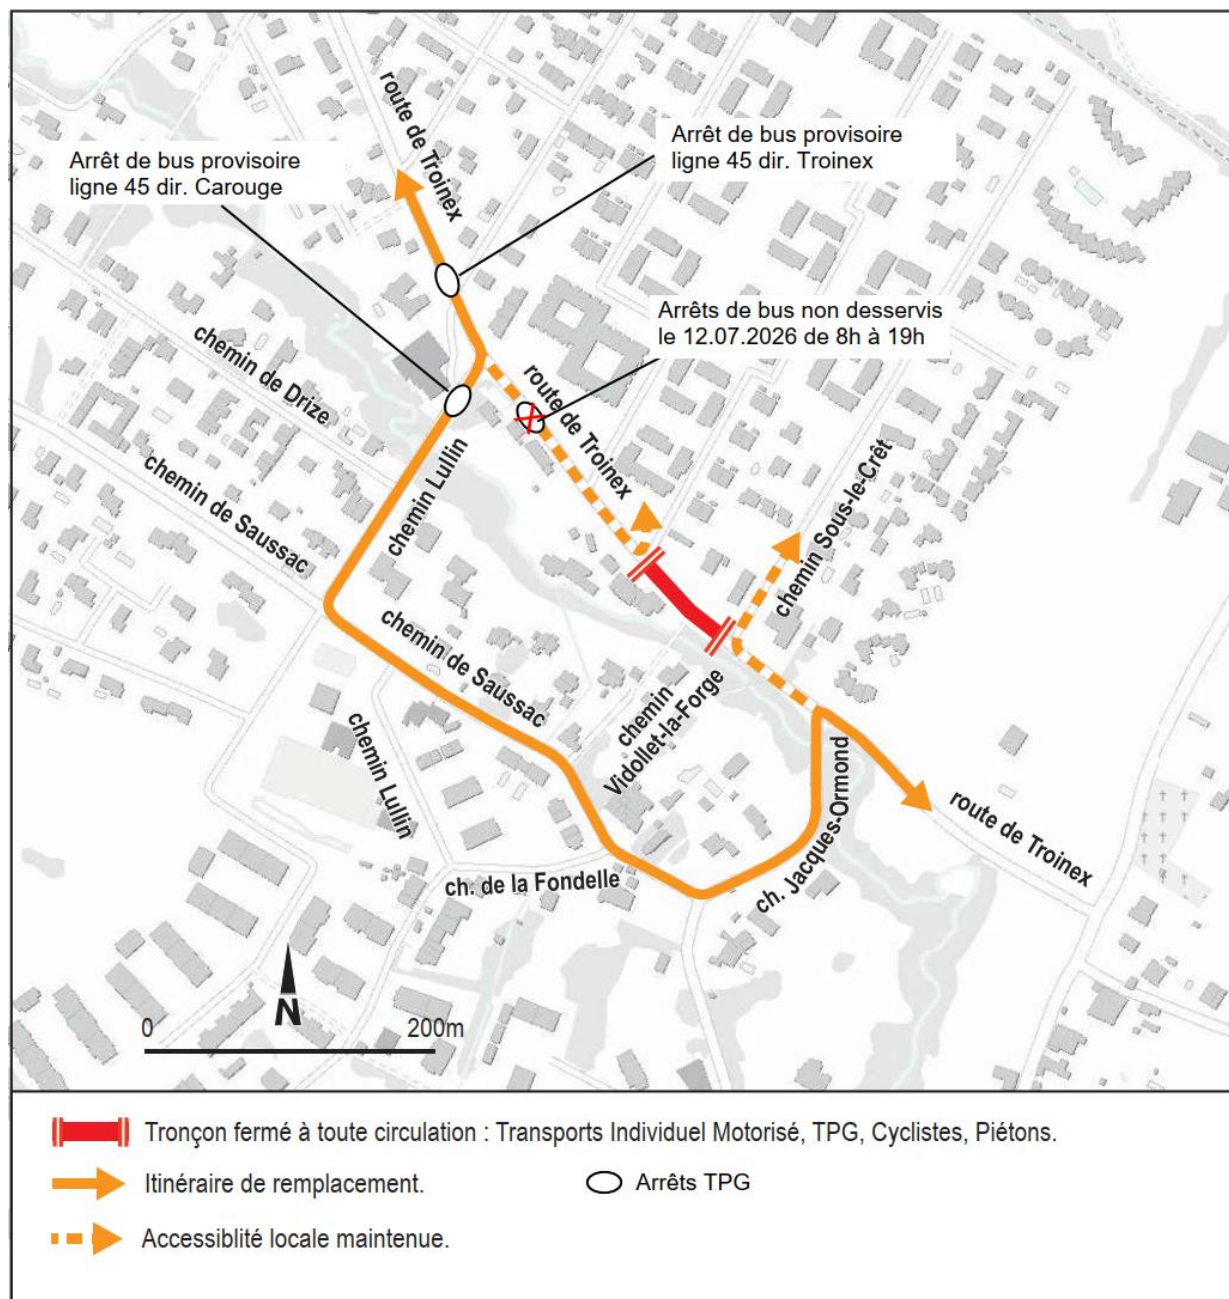 route de Troinex
Arrêt de bus provisoire
ligne 45 dir. Troinex
Arrêt de bus provisoire
ligne 45 dir. Carouge
Arrêts de bus non desservis
le 12.07.2026 de 8h à 19h
chemin de Drize
route de Troinex
chemin Lullin
chemin de Saussac
chemin Sous-le-Crêt
chemin de Saussac
chemin
Vidollet-la-Forge
chemin Lullin
ch. Jacques-Ormond
route de Troinex
ch. de la Fondelle
N
0
200m
Tronçon fermé à toute circulation : Transports Individuel Motorisé, TPG, Cyclistes, Piétons.
Itinéraire de remplacement.
Arrêts TPG
Accessiblité locale maintenue.